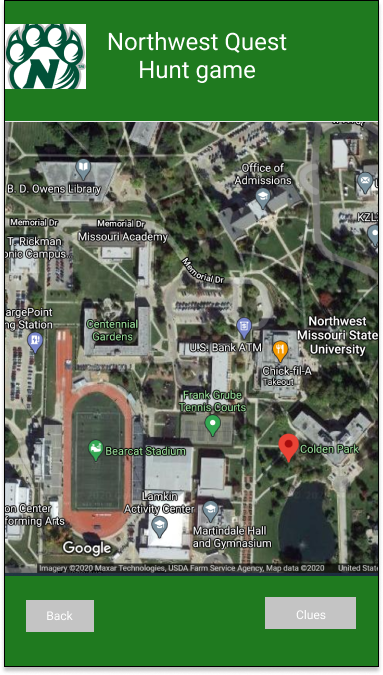 Northwest Quest
Hunt game
N
Office of
Admissions
B. D. Owens Library
KZL
Memorial Dr
Memorial Dr
T. Rickman
Missouri Academy
onic Campus
Memorial Dr
argePoint
ng Station
Centennial
Gardens
Northwest
Missouri State
University
U.S. Bank ATM
Chick-fil-A
Takeout
Frank Grube
Tennis Courts
Bearcat Stadium
Colden Park
Lamkin
Activity Center
on Center
forming Arts
Martindale Hall
and Gymnasium
Google
Imagery ©2020 Maxar Technologies, USDA Farm Service Agency, Map data ©2020
United Stat
Back
Clues